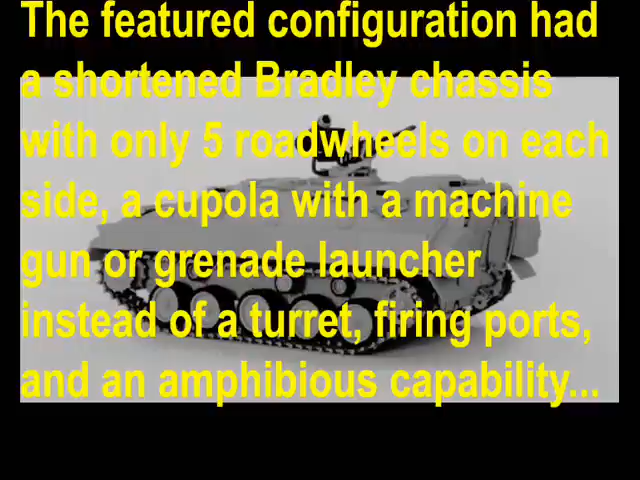 The featured configuration had
a shortened Bradley chassis
with only 5 roadwheels on each
side, a cupola with a machine
gun or grenade launcher
instead of a turret, firing ports,
and an amphibious capability...